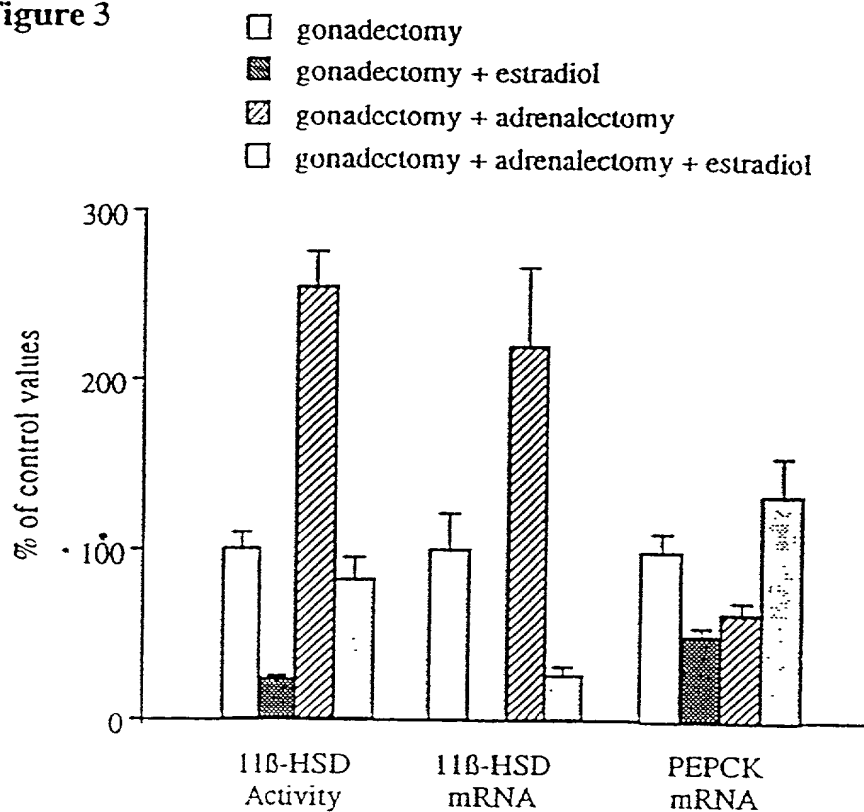 igure 3
gonadectomy
gonadectomy + estradiol
gonadectomy + adrenalectomy
gonadectomy + adrenalectomy + estradiol
300
200
100
0
% of control values
11ß-HSD
Activity
11ß-HSD
mRNA
PEPCK
mRNA